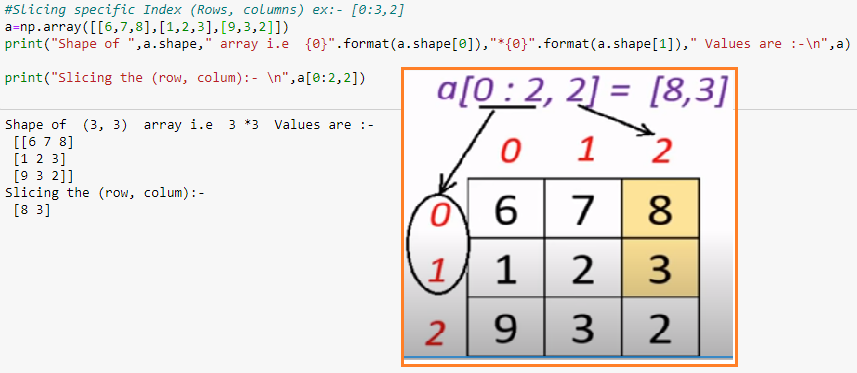 #Slicing specific Index (Rows, columns) ex:- [0:3,2]
a=np.array([[6,7,8],[1,2,3],[9,3,2]])
print("Shape of ",a.shape," array i.e  {0}".format(a.shape[0]),"*{0}".format(a.shape[1])," Values are :-\n",a)
print("Slicing the (row, colum):- \n",a[0:2,2])
Shape of  (3, 3)  array i.e  3 *3  Values are :-
[[6 7 8]
[1 2 3]
[9 3 2]]
Slicing the (row, colum):-
[8 3]
a[0 : 2, 2] = [8,3]
0 1 2
0 6 7 8
1 1 2 3
2 9 3 2